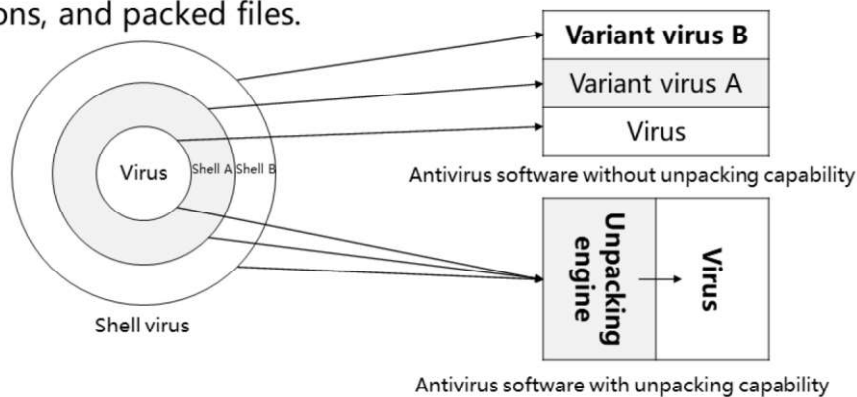 ons, and packed files.
Variant virus B
Variant virus A
Virus
Antivirus software without unpacking capability
Virus
Shell A
Shell B
Shell virus
Unpacking
engine
Virus
Antivirus software with unpacking capability